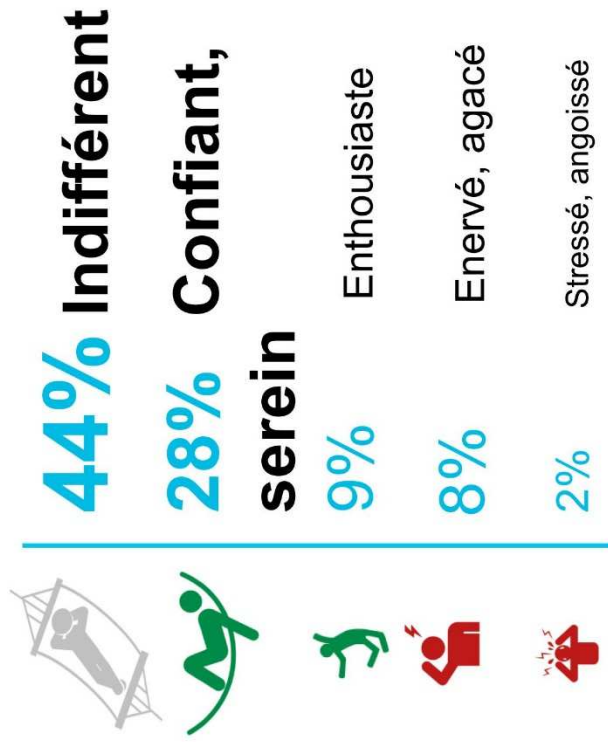 44% Indifférent
28% Confiant,
serein
9% Enthousiaste
8% Enervé, agacé
2% Stressé, angoissé